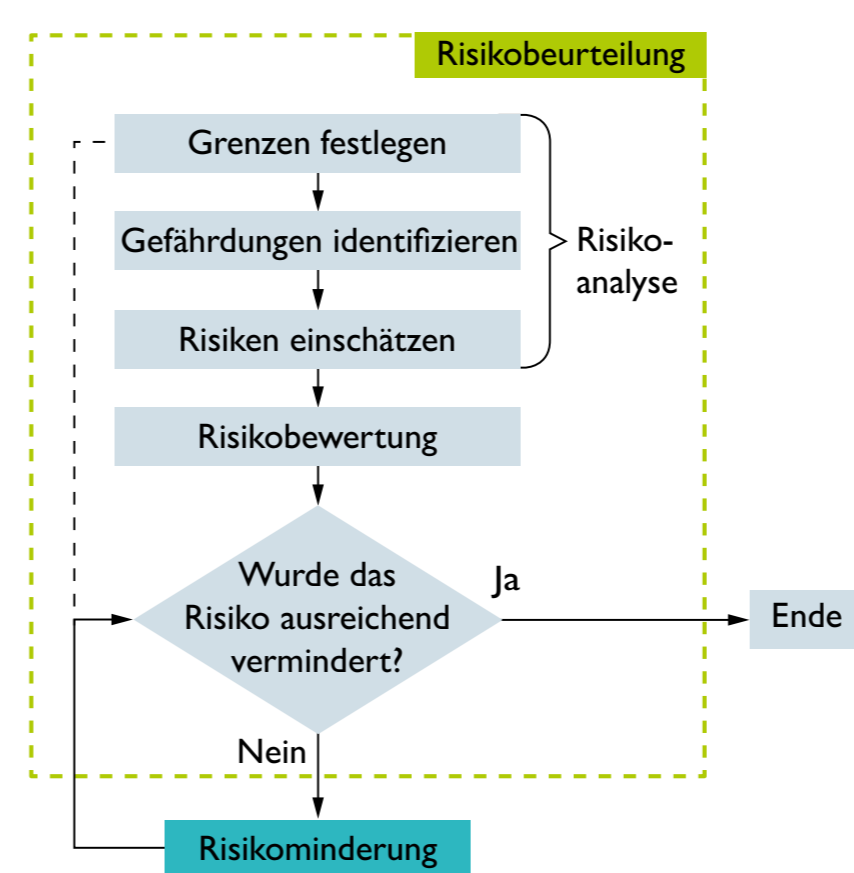 Risikobeurteilung
Grenzen festlegen
Gefährdungen identifizieren
Risiko-
analyse
Risiken einschätzen
Risikobewertung
Wurde das
Risiko ausreichend
vermindert?
Ja
Ende
Nein
Risikominderung